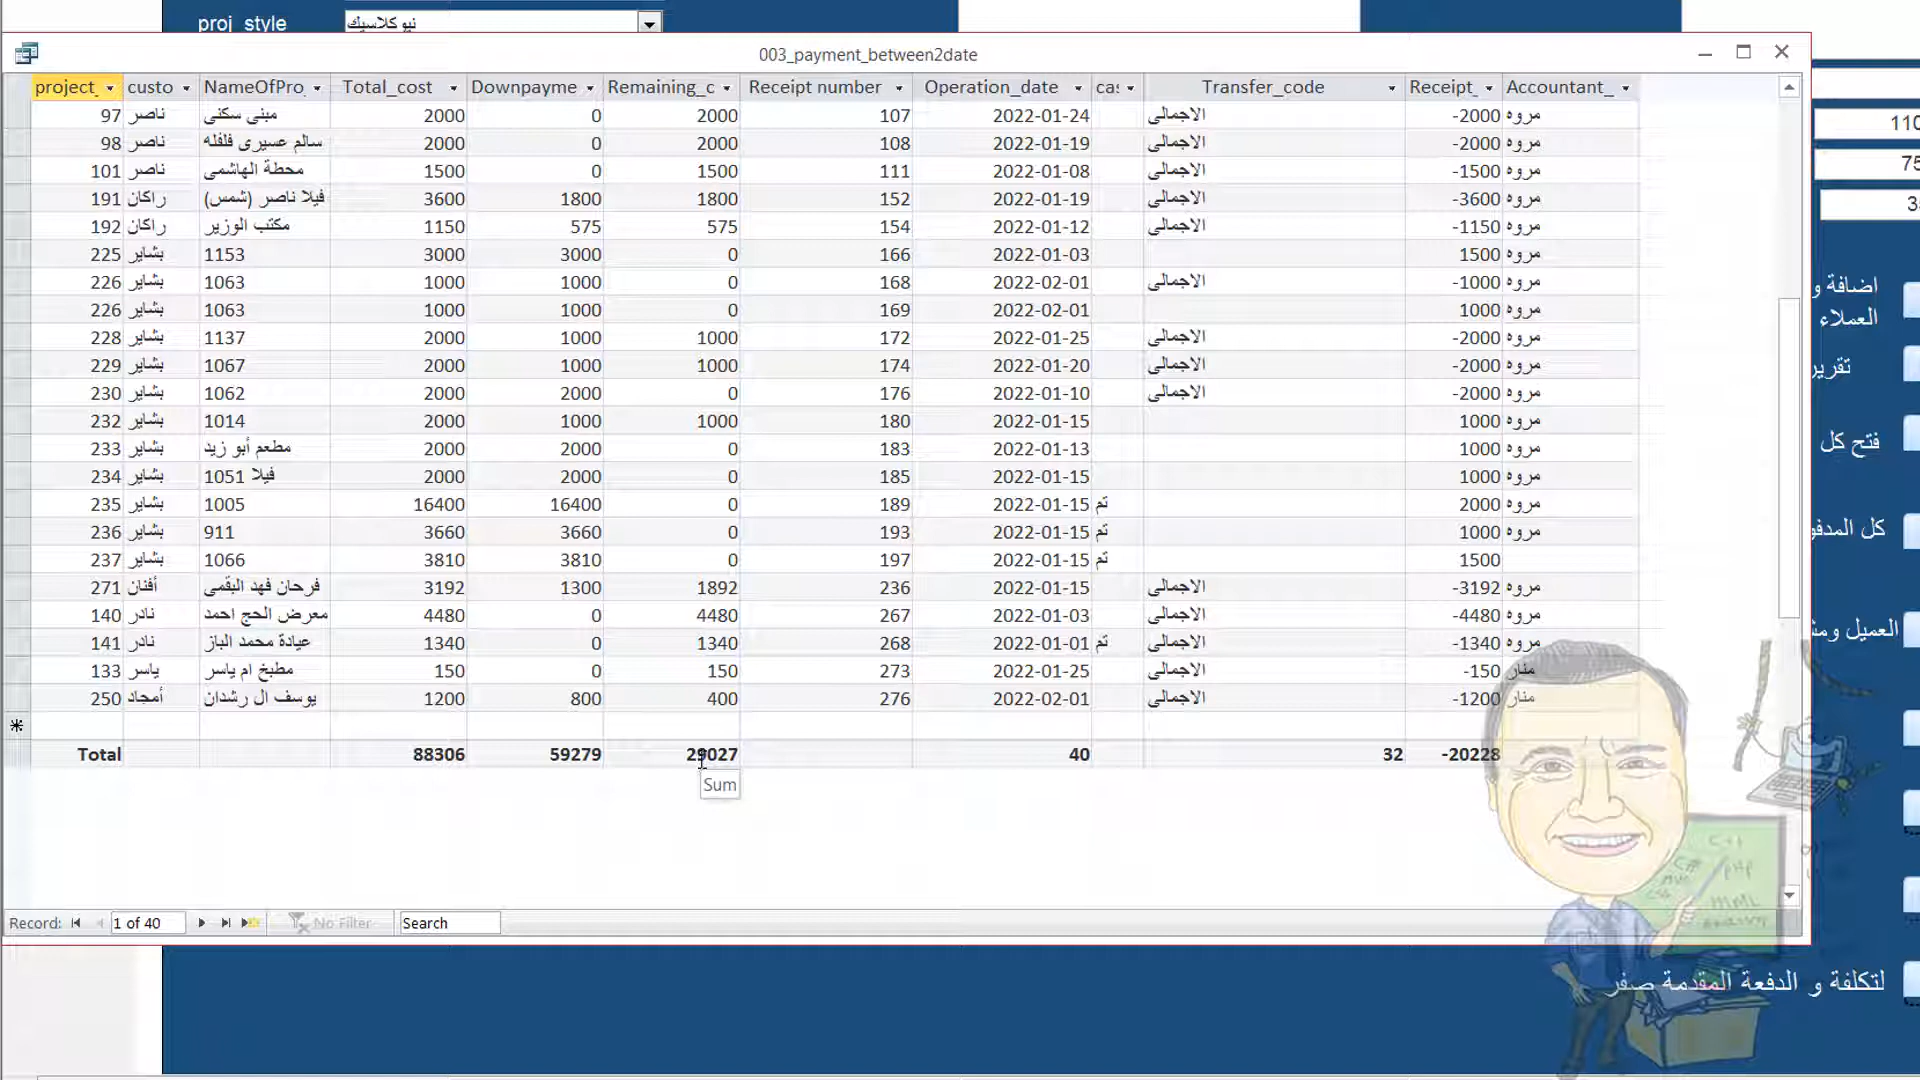 proj_style نيو كلاسيك
003_payment_between2date
project_ custo NameOfPro Total_cost Downpayme Remaining_c Receipt number Operation_date cas Transfer_code Receipt_ Accountant_
97 ناصر مبنى سكنى 2000 0 2000 107 2022-01-24 الاجمالى -2000 مروه
98 ناصر سالم عسيرى فلفله 2000 0 2000 108 2022-01-19 الاجمالى -2000 مروه
101 ناصر محطة الهاشمى 1500 0 1500 111 2022-01-08 الاجمالى -1500 مروه
191 راكان فيلا ناصر (شمس) 3600 1800 1800 152 2022-01-19 الاجمالى -3600 مروه
192 راكان مكتب الوزير 1150 575 575 154 2022-01-12 الاجمالى -1150 مروه
225 بشاير 1153 3000 3000 0 166 2022-01-03 1500 مروه
226 بشاير 1063 1000 1000 0 168 2022-02-01 الاجمالى -1000 مروه
226 بشاير 1063 1000 1000 0 169 2022-02-01 1000 مروه
228 بشاير 1137 2000 1000 1000 172 2022-01-25 الاجمالى -2000 مروه
229 بشاير 1067 2000 1000 1000 174 2022-01-20 الاجمالى -2000 مروه
230 بشاير 1062 2000 2000 0 176 2022-01-10 الاجمالى -2000 مروه
232 بشاير 1014 2000 1000 1000 180 2022-01-15 1000 مروه
233 بشاير مطعم أبو زيد 2000 2000 0 183 2022-01-13 1000 مروه
234 بشاير فيلا 1051 2000 2000 0 185 2022-01-15 1000 مروه
235 بشاير 1005 16400 16400 0 189 2022-01-15 تم 2000 مروه
236 بشاير 911 3660 3660 0 193 2022-01-15 تم 1000 مروه
237 بشاير 1066 3810 3810 0 197 2022-01-15 تم 1500
271 أفنان فرحان فهد البقمى 3192 1300 1892 236 2022-01-15 الاجمالى -3192 مروه
140 نادر معرض الحج احمد 4480 0 4480 267 2022-01-03 الاجمالى -4480 مروه
141 نادر عيادة محمد الباز 1340 0 1340 268 2022-01-01 تم الاجمالى -1340 مروه
133 ياسر مطبخ ام ياسر 150 0 150 273 2022-01-25 الاجمالى -150 منار
250 أمجاد يوسف ال رشدان 1200 800 400 276 2022-02-01 الاجمالى -1200 منار
Total 88306 59279 29027 40 32 -20228
Sum
Record: 1 of 40 No Filter Search
110
75
35
اضافة و
العملاء
تقرير
فتح كل
كل المدفو
العميل ومش
لتكلفة و الدفعة المقدمة صفر
C++
C#
PHP